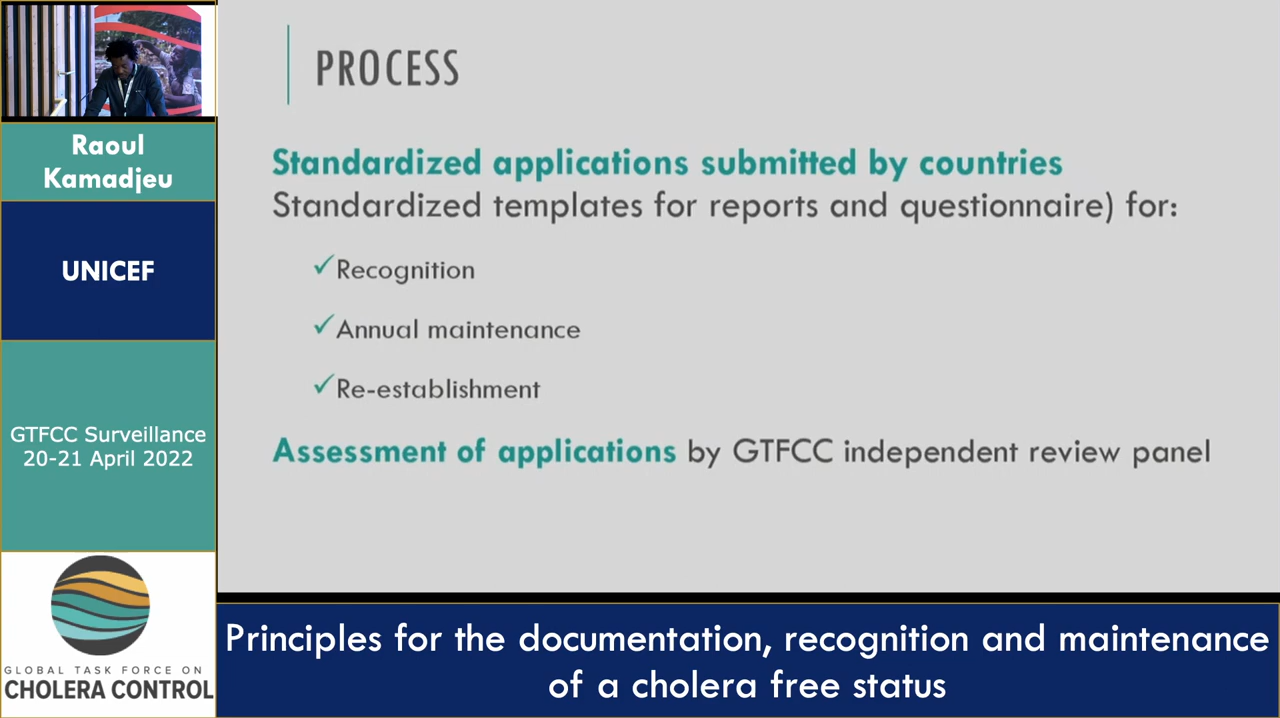 Raoul
Kamadjeu
UNICEF
GTFCC Surveillance
20-21 April 2022
GLOBAL TASK FORCE ON
CHOLERA CONTROL
PROCESS
Standardized applications submitted by countries
Standardized templates for reports and questionnaire) for:
✓Recognition
✓Annual maintenance
✓Re-establishment
Assessment of applications by GTFCC independent review panel
Principles for the documentation, recognition and maintenance
of a cholera free status